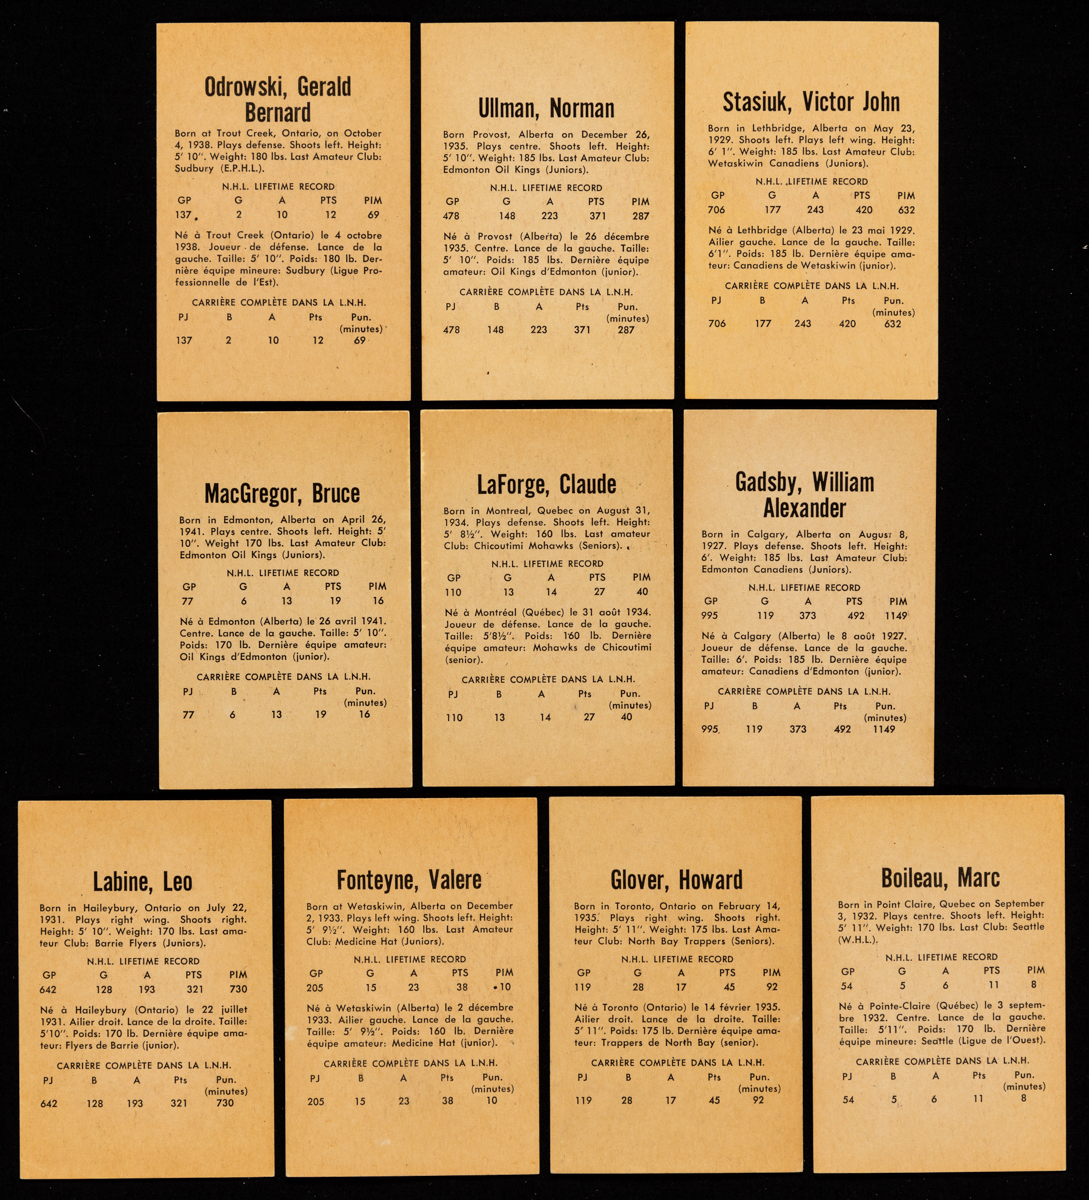 Odrowski, Gerald
Bernard
Born at Trout Creek, Ontario, on October
4, 1938. Plays defense. Shoots left. Height:
5' 10". Weight: 180 lbs. Last Amateur Club:
Sudbury (E.P.H.L.).
N.H.L. LIFETIME RECORD
GP G A PTS PIM
137 2 10 12 69
Né à Trout Creek (Ontario) le 4 octobre
1938. Joueur de défense. Lance de la
gauche. Taille: 5' 10". Poids: 180 lb. Der-
nière équipe mineure: Sudbury (Ligue Pro-
fessionnelle de l'Est).
CARRIÈRE COMPLÈTE DANS LA L.N.H.
PJ B A Pts Pun.
(minutes)
137 2 10 12 69
Ullman, Norman
Born Provost, Alberta on December 26,
1935. Plays centre. Shoots left. Height:
5' 10". Weight: 185 lbs. Last Amateur Club:
Edmonton Oil Kings (Juniors).
N.H.L. LIFETIME RECORD
GP G A PTS PIM
478 148 223 371 287
Né à Provost (Alberta) le 26 décembre
1935. Centre. Lance de la gauche. Taille:
5' 10". Poids: 185 lbs. Dernière équipe
amateur: Oil Kings d'Edmonton (junior).
CARRIÈRE COMPLÈTE DANS LA L.N.H.
PJ B A Pts Pun.
(minutes)
478 148 223 371 287
Stasiuk, Victor John
Born in Lethbridge, Alberta on May 23,
1929. Shoots left. Plays left wing. Height:
6' 1". Weight: 185 lbs. Last Amateur Club:
Wetaskiwin Canadiens (Juniors).
N.H.L. LIFETIME RECORD
GP G A PTS PIM
706 177 243 420 632
Né à Lethbridge (Alberta) le 23 mai 1929.
Ailier gauche. Lance de la gauche. Taille:
6'1". Poids: 185 lb. Dernière équipe ama-
teur: Canadiens de Wetaskiwin (junior).
CARRIÈRE COMPLÈTE DANS LA L.N.H.
PJ B A Pts Pun.
(minutes)
706 177 243 420 632
MacGregor, Bruce
Born in Edmonton, Alberta on April 26,
1941. Plays centre. Shoots left. Height: 5'
10". Weight 170 lbs. Last Amateur Club:
Edmonton Oil Kings (Juniors).
N.H.L. LIFETIME RECORD
GP G A PTS PIM
77 6 13 19 16
Né à Edmonton (Alberta) le 26 avril 1941.
Centre. Lance de la gauche. Taille: 5' 10".
Poids: 170 lb. Dernière équipe amateur:
Oil Kings d'Edmonton (junior).
CARRIÈRE COMPLÈTE DANS LA L.N.H.
PJ B A Pts Pun.
(minutes)
77 6 13 19 16
LaForge, Claude
Born in Montreal, Quebec on August 31,
1934. Plays defense. Shoots left. Height:
5' 8½". Weight: 160 lbs. Last amateur
Club: Chicoutimi Mohawks (Seniors).
N.H.L. LIFETIME RECORD
GP G A PTS PIM
110 13 14 27 40
Né à Montréal (Québec) le 31 août 1934.
Joueur de défense. Lance de la gauche.
Taille: 5'8½". Poids: 160 lb. Dernière
équipe amateur: Mohawks de Chicoutimi
(senior).
CARRIÈRE COMPLÈTE DANS LA L.N.H.
PJ B A Pts Pun.
(minutes)
110 13 14 27 40
Gadsby, William
Alexander
Born in Calgary, Alberta on August 8,
1927. Plays defense. Shoots left. Height:
6'. Weight: 185 lbs. Last Amateur Club:
Edmonton Canadiens (Juniors).
N.H.L. LIFETIME RECORD
GP G A PTS PIM
995 119 373 492 1149
Né à Calgary (Alberta) le 8 août 1927.
Joueur de défense. Lance de la gauche.
Taille: 6'. Poids: 185 lb. Dernière équipe
amateur: Canadiens d'Edmonton (junior).
CARRIÈRE COMPLÈTE DANS LA L.N.H.
PJ B A Pts Pun.
(minutes)
995 119 373 492 1149
Labine, Leo
Born in Haileybury, Ontario on July 22,
1931. Plays right wing. Shoots right.
Height: 5' 10". Weight: 170 lbs. Last ama-
teur Club: Barrie Flyers (Juniors).
N.H.L. LIFETIME RECORD
GP G A PTS PIM
642 128 193 321 730
Né à Haileybury (Ontario) le 22 juillet
1931. Ailier droit. Lance de la droite. Taille:
5'10". Poids: 170 lb. Dernière équipe ama-
teur: Flyers de Barrie (junior).
CARRIÈRE COMPLÈTE DANS LA L.N.H.
PJ B A Pts Pun.
(minutes)
642 128 193 321 730
Fonteyne, Valere
Born at Wetaskiwin, Alberta on December
2, 1933. Plays left wing. Shoots left. Height:
5' 9½". Weight: 160 lbs. Last Amateur
Club: Medicine Hat (Juniors).
N.H.L. LIFETIME RECORD
GP G A PTS PIM
205 15 23 38 10
Né à Wetaskiwin (Alberta) le 2 décembre
1933. Ailier gauche. Lance de la gauche.
Taille: 5' 9½". Poids: 160 lb. Dernière
équipe amateur: Medicine Hat (junior).
CARRIÈRE COMPLÈTE DANS LA L.N.H.
PJ B A Pts Pun.
(minutes)
205 15 23 38 10
Glover, Howard
Born in Toronto, Ontario on February 14,
1935. Plays right wing. Shoots right.
Height: 5' 11". Weight: 175 lbs. Last Ama-
teur Club: North Bay Trappers (Seniors).
N.H.L. LIFETIME RECORD
GP G A PTS PIM
119 28 17 45 92
Né à Toronto (Ontario) le 14 février 1935.
Ailier droit. Lance de la droite. Taille:
5' 11". Poids: 175 lb. Dernière équipe ama-
teur: Trappers de North Bay (senior).
CARRIÈRE COMPLÈTE DANS LA L.N.H.
PJ B A Pts Pun.
(minutes)
119 28 17 45 92
Boileau, Marc
Born in Point Claire, Quebec on September
3, 1932. Plays centre. Shoots left. Height:
5' 11". Weight: 170 lbs. Last Club: Seattle
(W.H.L.).
N.H.L. LIFETIME RECORD
GP G A PTS PIM
54 5 6 11 8
Né à Pointe-Claire (Québec) le 3 septem-
bre 1932. Centre. Lance de la gauche.
Taille: 5'11". Poids: 170 lb. Dernière
équipe mineure: Seattle (Ligue de l'Ouest).
CARRIÈRE COMPLÈTE DANS LA L.N.H.
PJ B A Pts Pun.
(minutes)
54 5 6 11 8